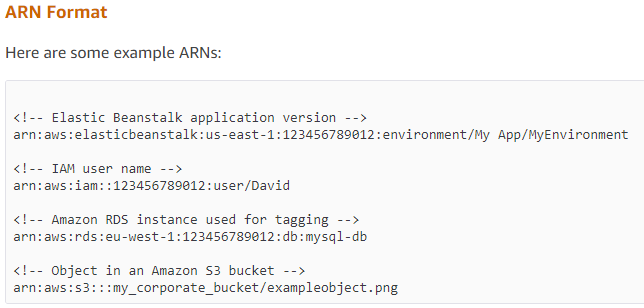 ARN Format
Here are some example ARNs:
<!-- Elastic Beanstalk application version -->
arn:aws:elasticbeanstalk:us-east-1:123456789012:environment/My App/MyEnvironment
<!-- IAM user name -->
arn:aws:iam::123456789012:user/David
<!-- Amazon RDS instance used for tagging -->
arn:aws:rds:eu-west-1:123456789012:db:mysql-db
<!-- Object in an Amazon S3 bucket -->
arn:aws:s3:::my_corporate_bucket/exampleobject.png